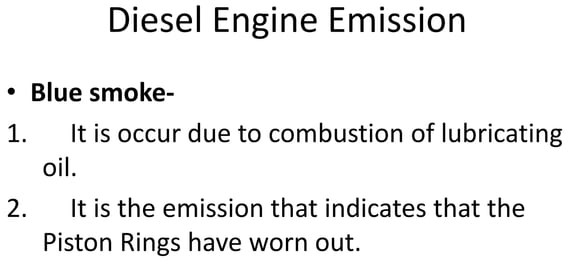 Diesel Engine Emission
• Blue smoke-
1. It is occur due to combustion of lubricating
oil.
2. It is the emission that indicates that the
Piston Rings have worn out.